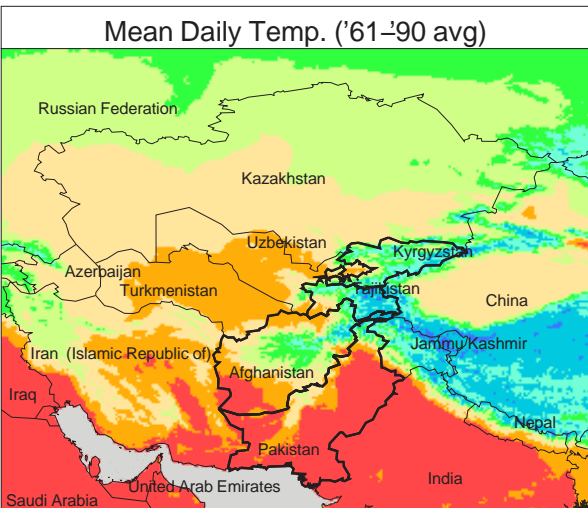 Mean Daily Temp. ('61–'90 avg)
Russian Federation
Kazakhstan
Uzbekistan
Kyrgyzstan
Azerbaijan
Turkmenistan
Tajikistan
China
Iran (Islamic Republic of)
Jammu/Kashmir
Afghanistan
Iraq
Nepal
Pakistan
India
United Arab Emirates
Saudi Arabia